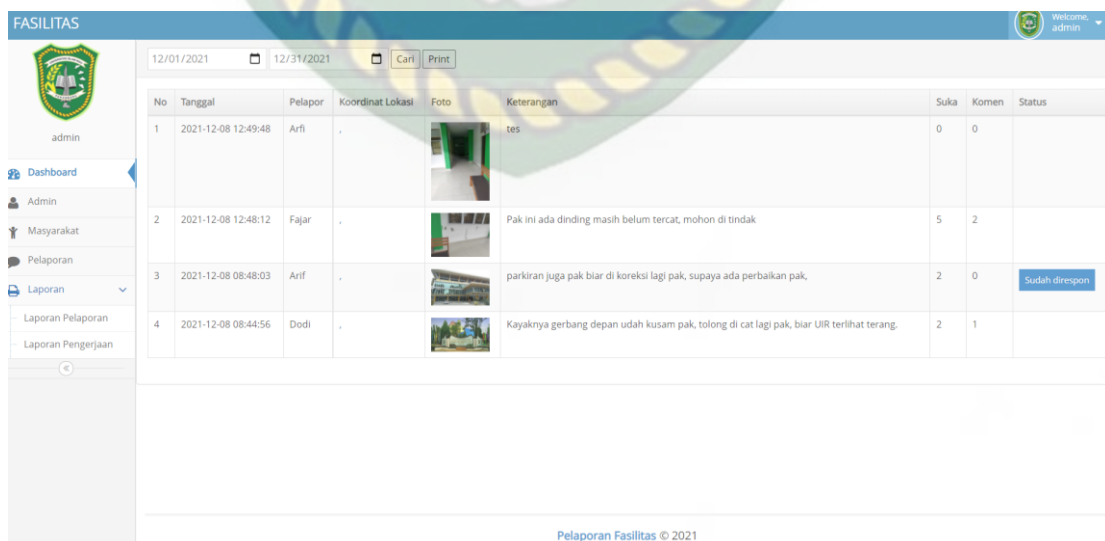 FASILITAS
Welcome,
admin
admin
Dashboard
Admin
Masyarakat
Pelaporan
Laporan
Laporan Pelaporan
Laporan Pengerjaan
12/01/2021 12/31/2021 Cari Print
No Tanggal Pelapor Koordinat Lokasi Foto Keterangan Suka Komen Status
1 2021-12-08 12:49:48 Arfi , tes 0 0
2 2021-12-08 12:48:12 Fajar , Pak ini ada dinding masih belum tercat, mohon di tindak 5 2
3 2021-12-08 08:48:03 Arif , parkiran juga pak biar di koreksi lagi pak, supaya ada perbaikan pak, 2 0 Sudah direspon
4 2021-12-08 08:44:56 Dodi , Kayaknya gerbang depan udah kusam pak, tolong di cat lagi pak, biar UIR terlihat terang. 2 1
Pelaporan Fasilitas © 2021